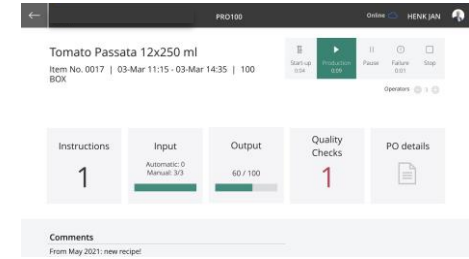 PRO100
Online
HENK JAN
Tomato Passata 12x250 ml
Item No. 0017 | 03-Mar 11:15 - 03-Mar 14:35 | 100
BOX
Start-up
0:04
Production
0:09
Pause
Failure
0:01
Stop
Operators
Instructions
1
Input
Automatic: 0
Manual: 3/3
Output
60 / 100
Quality
Checks
1
PO details
Comments
From May 2021: new recipe!